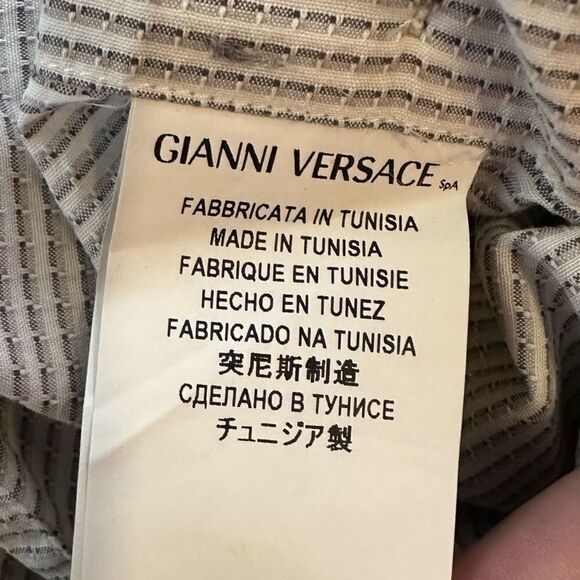 GIANNI VERSACE SpA
FABBRICATA IN TUNISIA
MADE IN TUNISIA
FABRIQUE EN TUNISIE
HECHO EN TUNEZ
FABRICADO NA TUNISIA
突尼斯制造
СДЕЛАНО В ТУНИСЕ
チュニジア製